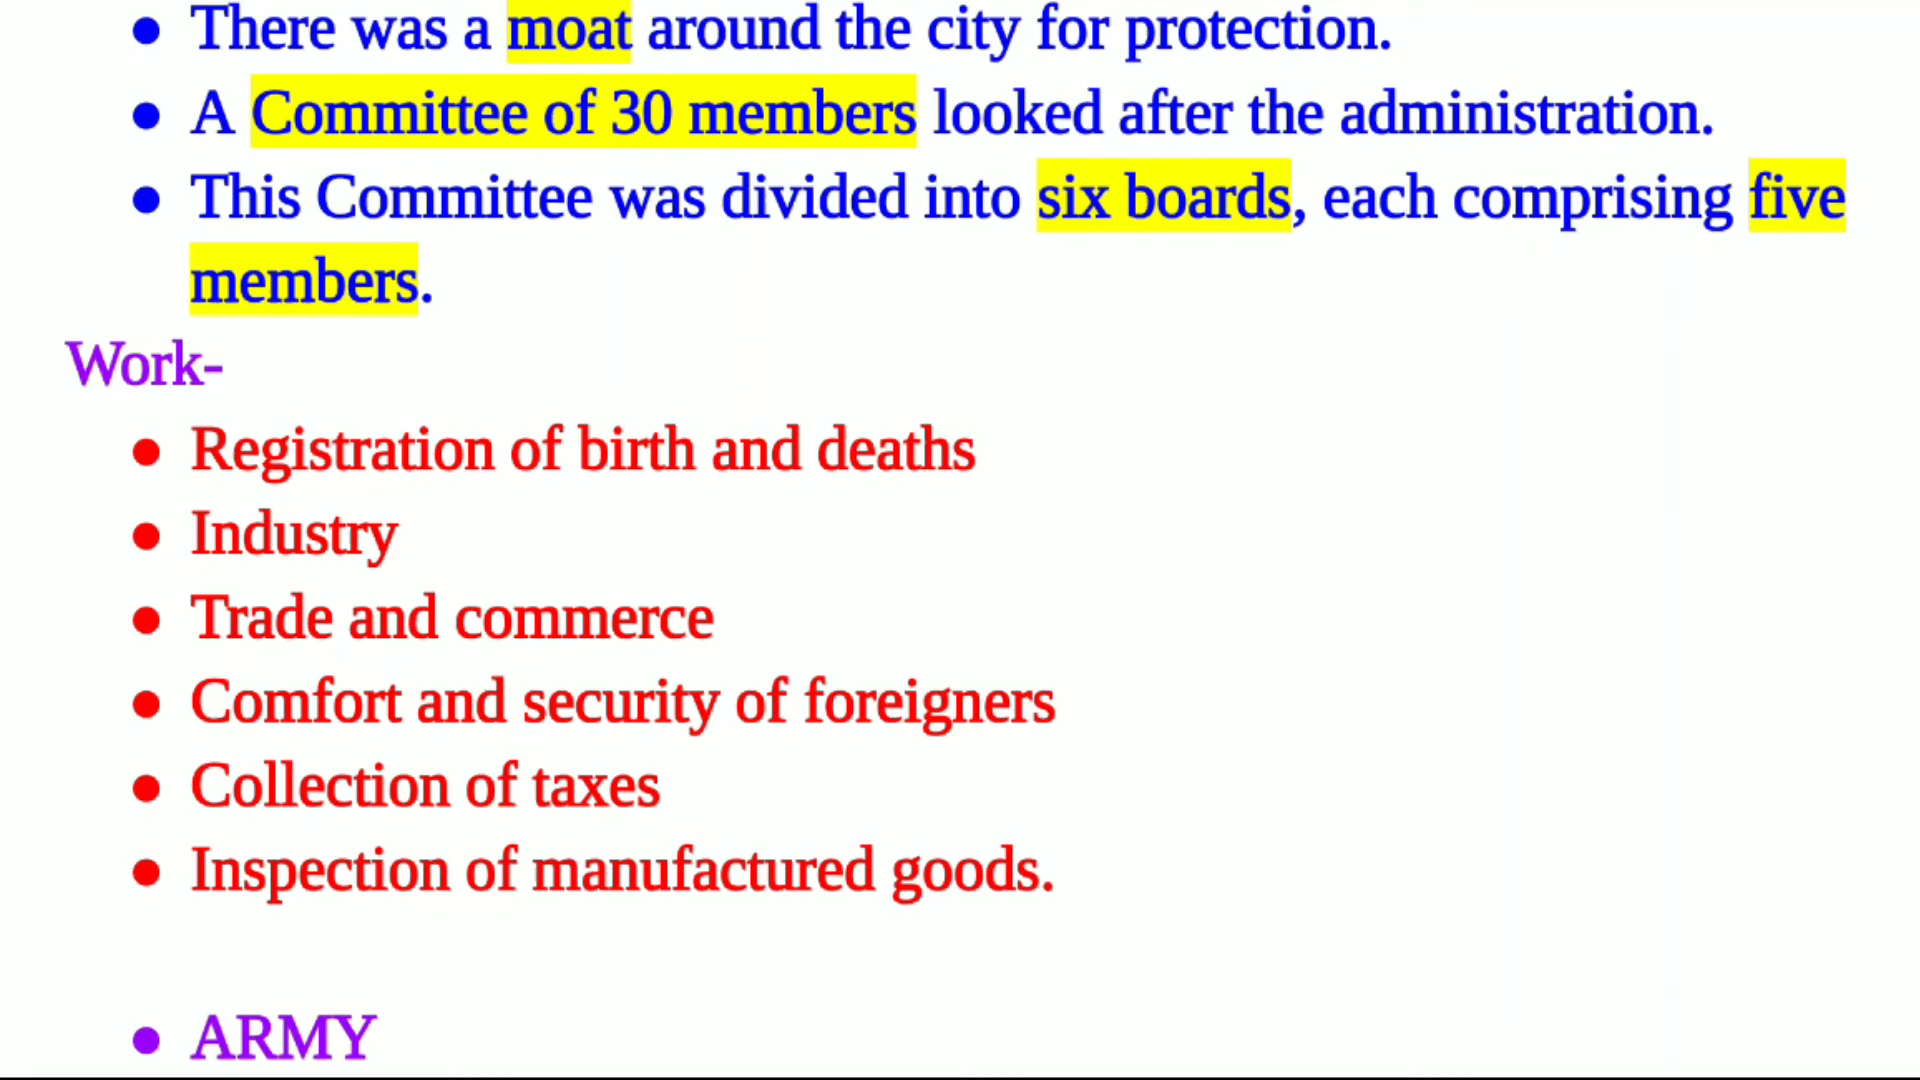 ● There was a moat around the city for protection.
● A Committee of 30 members looked after the administration.
● This Committee was divided into six boards, each comprising five
members.
Work-
● Registration of birth and deaths
● Industry
● Trade and commerce
● Comfort and security of foreigners
● Collection of taxes
● Inspection of manufactured goods.
● ARMY